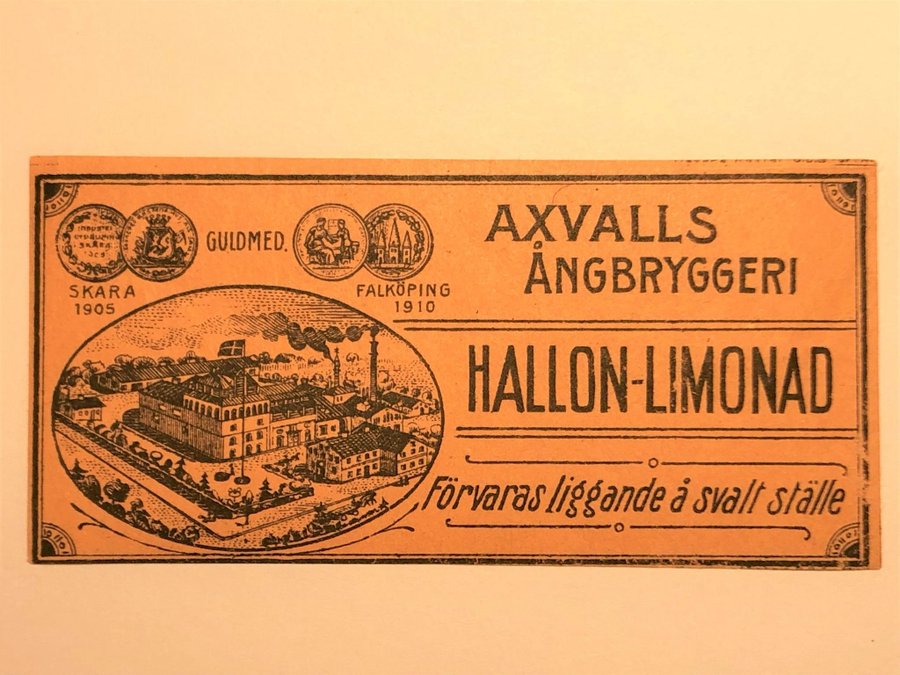 GULDMED.
SKARA
1905
FALKÖPING
1910
AXVALLS
ÅNGBRYGGERI
HALLON-LIMONAD
Förvaras liggande å svalt ställe